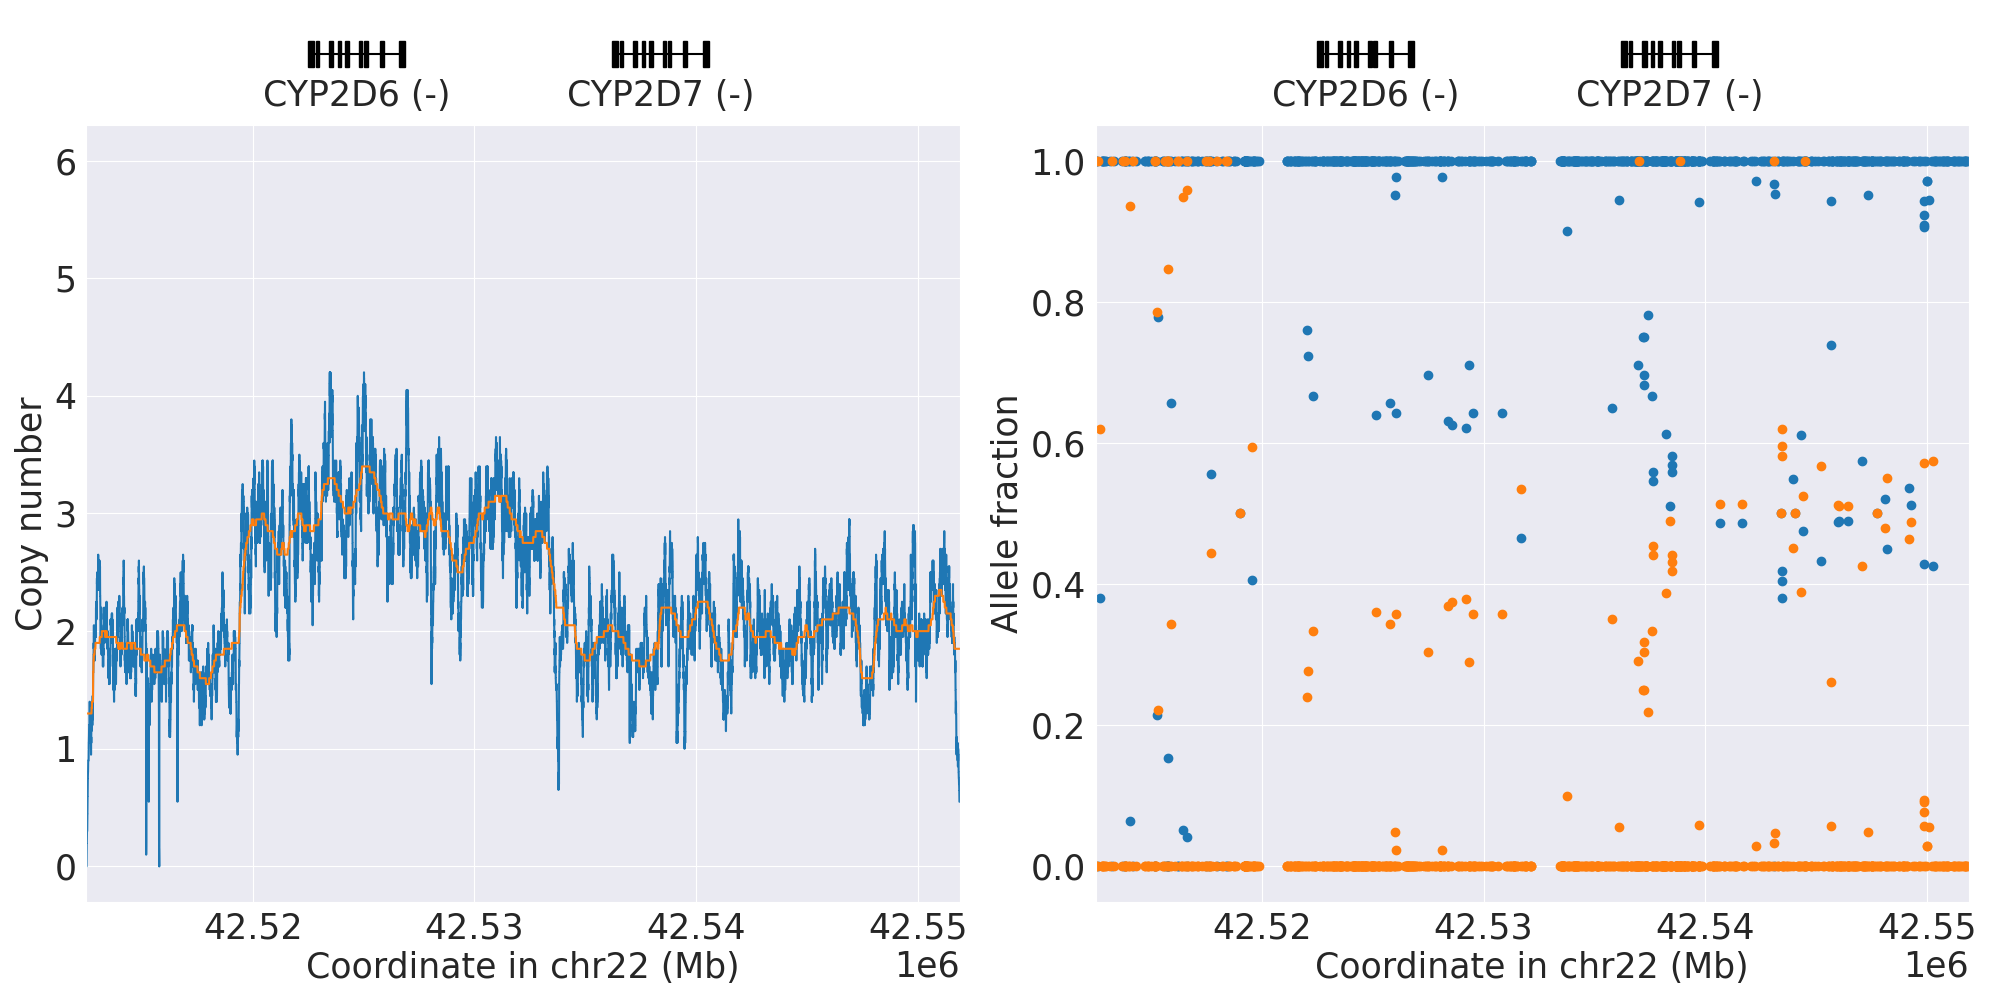 CYP2D6 (-) CYP2D7 (-)
6
5
4
3
2
1
0
Copy number
42.52 42.53 42.54 42.55
Coordinate in chr22 (Mb)
1e6
CYP2D6 (-) CYP2D7 (-)
1.0
0.8
0.6
0.4
0.2
0.0
Allele fraction
42.52 42.53 42.54 42.55
Coordinate in chr22 (Mb)
1e6